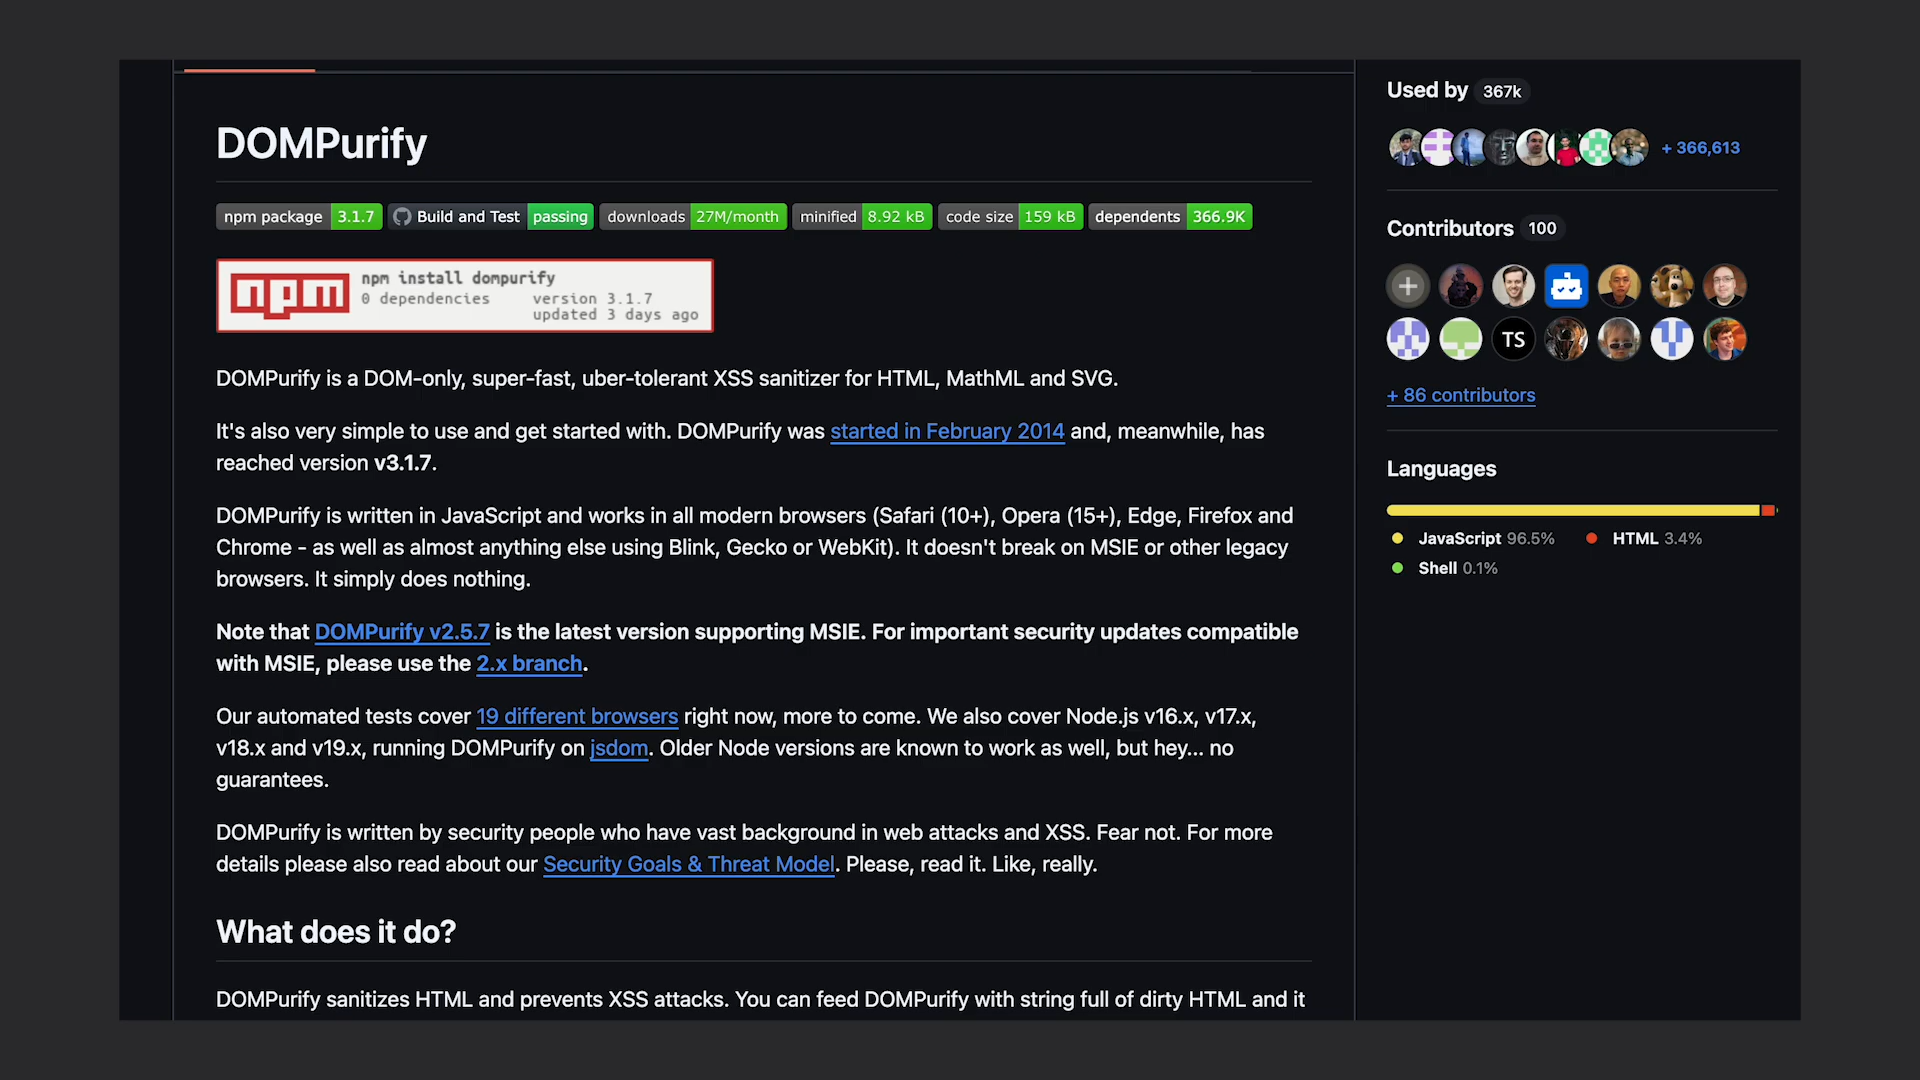 DOMPurify
npm package 3.1.7 Build and Test passing downloads 27M/month minified 8.92 kB code size 159 kB dependents 366.9K
npm npm install dompurify
0 dependencies version 3.1.7
updated 3 days ago
DOMPurify is a DOM-only, super-fast, uber-tolerant XSS sanitizer for HTML, MathML and SVG.
It's also very simple to use and get started with. DOMPurify was started in February 2014 and, meanwhile, has
reached version v3.1.7.
DOMPurify is written in JavaScript and works in all modern browsers (Safari (10+), Opera (15+), Edge, Firefox and
Chrome - as well as almost anything else using Blink, Gecko or WebKit). It doesn't break on MSIE or other legacy
browsers. It simply does nothing.
Note that DOMPurify v2.5.7 is the latest version supporting MSIE. For important security updates compatible
with MSIE, please use the 2.x branch.
Our automated tests cover 19 different browsers right now, more to come. We also cover Node.js v16.x, v17.x,
v18.x and v19.x, running DOMPurify on jsdom. Older Node versions are known to work as well, but hey... no
guarantees.
DOMPurify is written by security people who have vast background in web attacks and XSS. Fear not. For more
details please also read about our Security Goals & Threat Model. Please, read it. Like, really.
What does it do?
DOMPurify sanitizes HTML and prevents XSS attacks. You can feed DOMPurify with string full of dirty HTML and it
Used by 367k
+ 366,613
Contributors 100
TS
+ 86 contributors
Languages
JavaScript 96.5% HTML 3.4%
Shell 0.1%